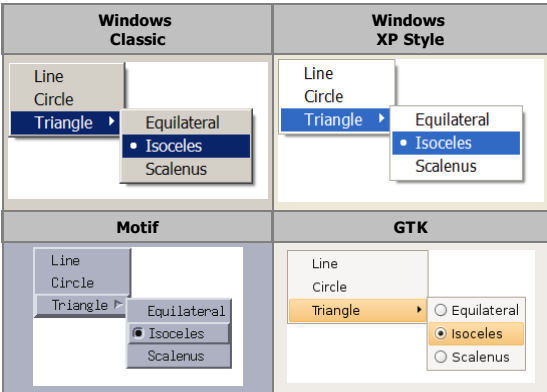 Windows
Classic
Windows
XP Style
Line
Circle
Triangle
Equilateral
Isoceles
Scalenus
Line
Circle
Triangle
Equilateral
Isoceles
Scalenus
Motif
GTK
Line
Circle
Triangle
Equilateral
Isoceles
Scalenus
Line
Circle
Triangle
Equilateral
Isoceles
Scalenus